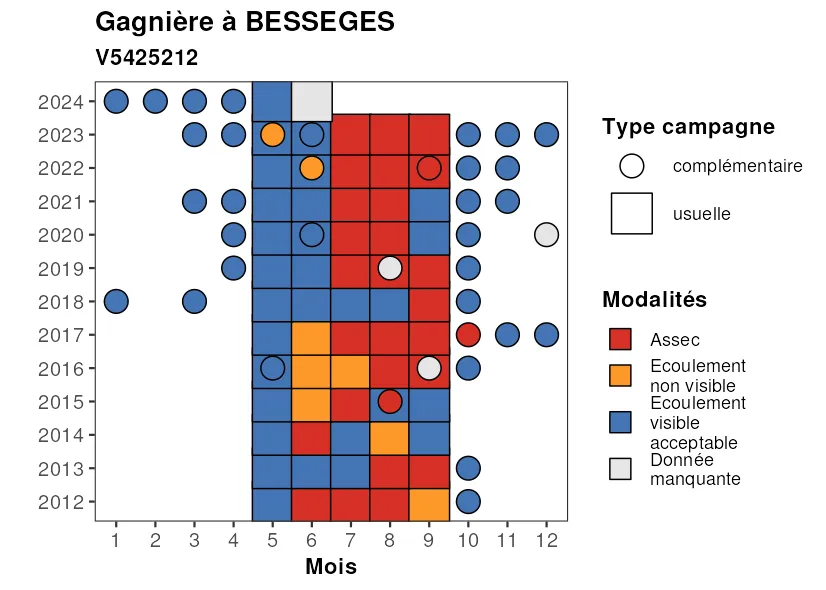 Gagnière à BESSEGES
V5425212
2024
2023
2022
2021
2020
2019
2018
2017
2016
2015
2014
2013
2012
1 2 3 4 5 6 7 8 9 10 11 12
Mois
Type campagne
complémentaire
usuelle
Modalités
Assec
Ecoulement
non visible
Ecoulement
visible
acceptable
Donnée
manquante